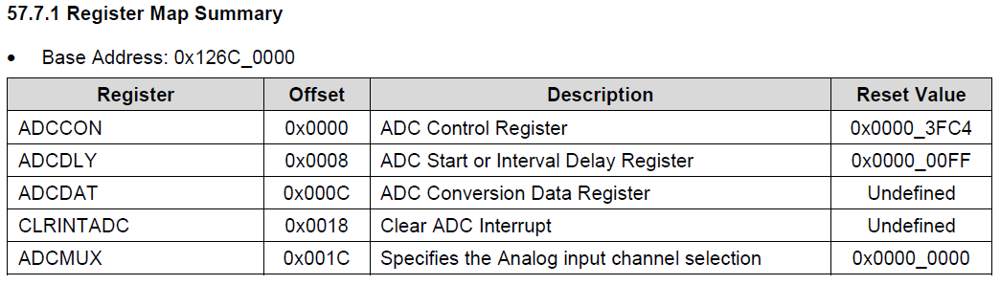 57.7.1 Register Map Summary
• Base Address: 0x126C_0000
Register Offset Description Reset Value
ADCCON 0x0000 ADC Control Register 0x0000_3FC4
ADCDLY 0x0008 ADC Start or Interval Delay Register 0x0000_00FF
ADCDAT 0x000C ADC Conversion Data Register Undefined
CLRINTADC 0x0018 Clear ADC Interrupt Undefined
ADCMUX 0x001C Specifies the Analog input channel selection 0x0000_0000